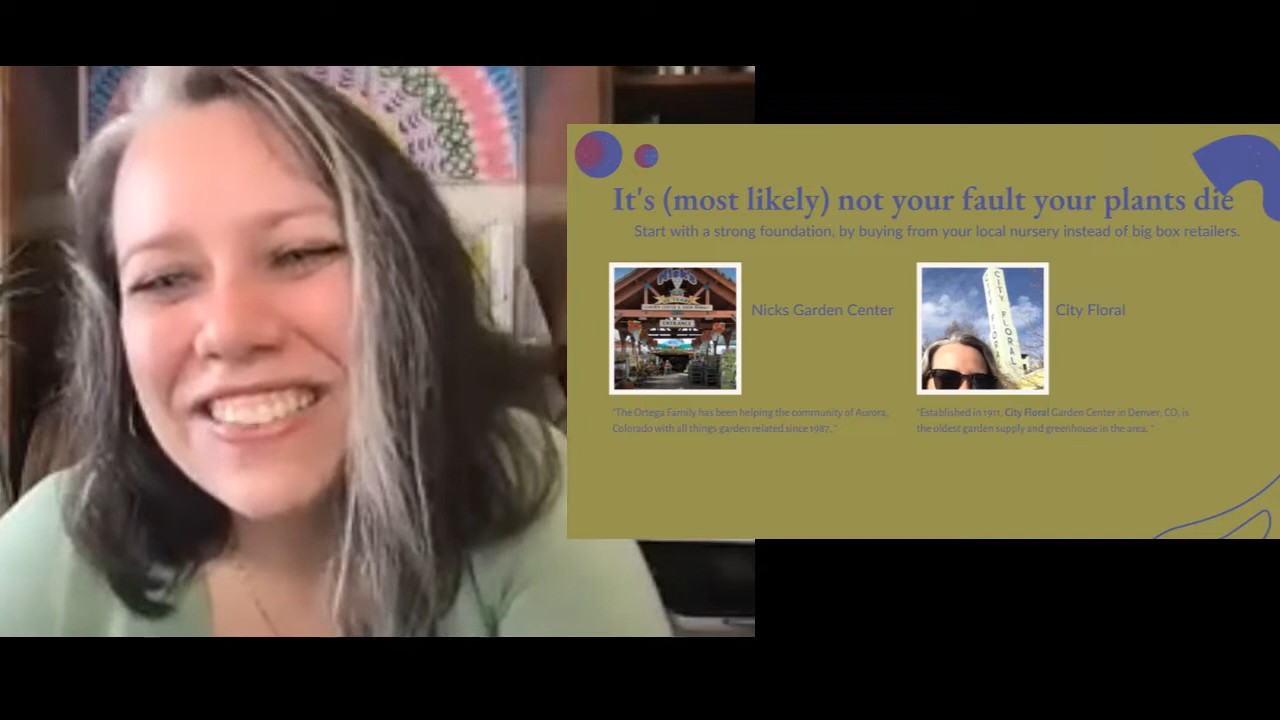 It's (most likely) not your fault your plants die
Start with a strong foundation, by buying from your local nursery instead of big box retailers.
ENTRANCE
Nicks Garden Center
CITY FLORAL
City Floral
"The Ortega Family has been helping the community of Aurora,
Colorado with all things garden related since 1987. "
"Established in 1911, City Floral Garden Center in Denver, CO, is
the oldest garden supply and greenhouse in the area. "